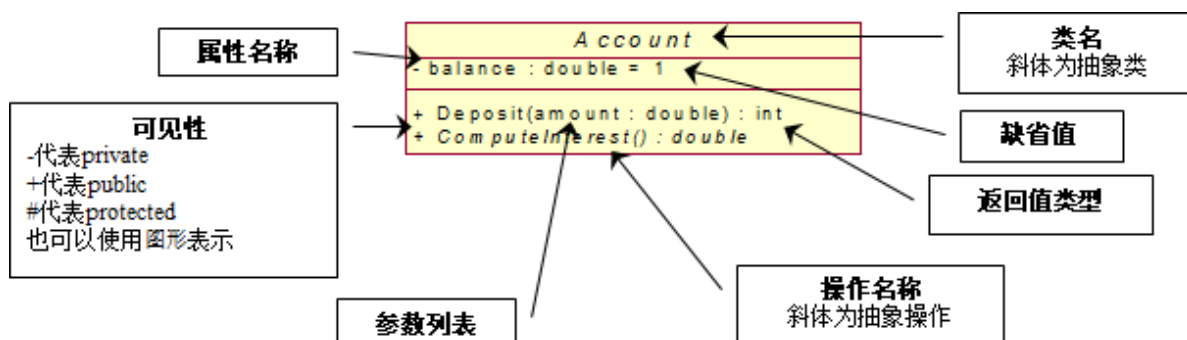 Account
类名
斜体为抽象类
属性名称
- balance : double = 1
可见性
-代表private
+代表public
#代表protected
也可以使用图形表示
+ Deposit(amount : double) : int
+ ComputeInterest() : double
缺省值
返回值类型
操作名称
斜体为抽象操作
参数列表